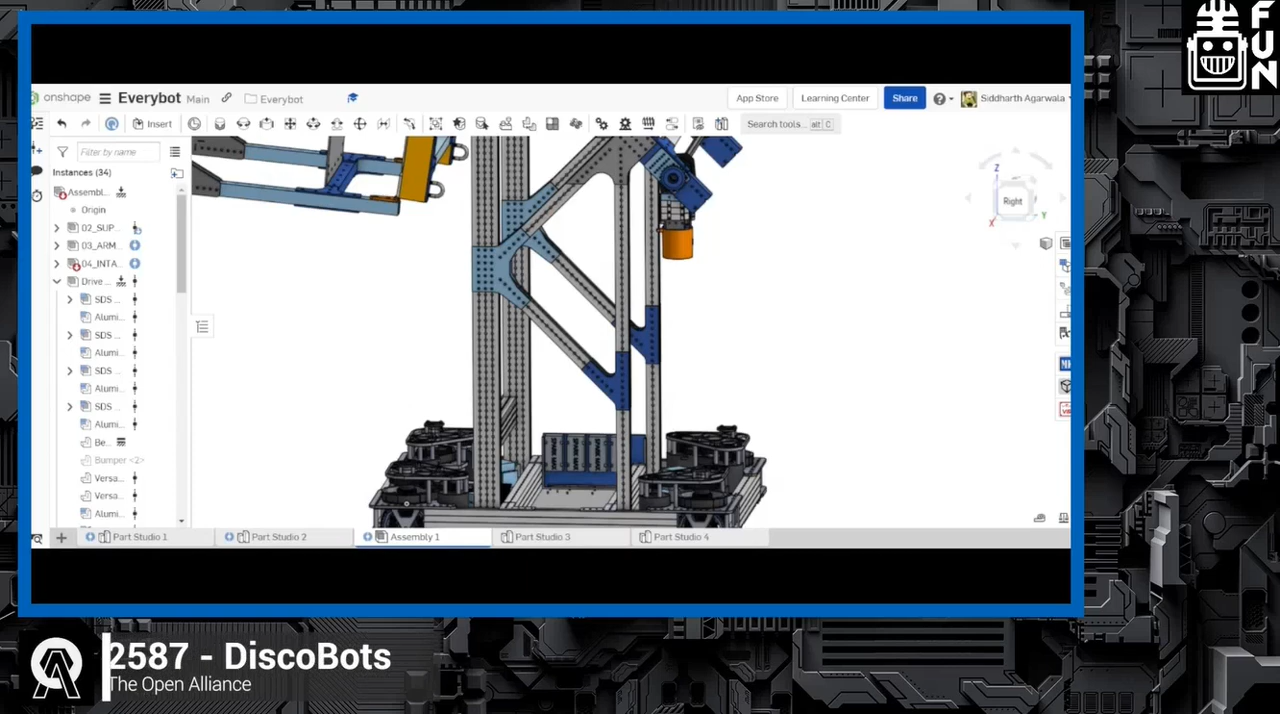 onshape Everybot Main Everybot App Store Learning Center Share Siddharth Agarwala
Insert Search tools... alt C
Filter by name
Instances (34)
Assembl...
Origin
02_SUP...
03_ARM...
04_INTA...
Drive...
SDS ...
Alumi...
SDS ...
Alumi...
SDS ...
Alumi...
SDS ...
Alumi...
Be...
Bumper <2>
Versa...
Versa...
Alumi...
Z
Right
X
Y
Part Studio 1 Part Studio 2 Assembly 1 Part Studio 3 Part Studio 4
FUN
2587 - DiscoBots
The Open Alliance